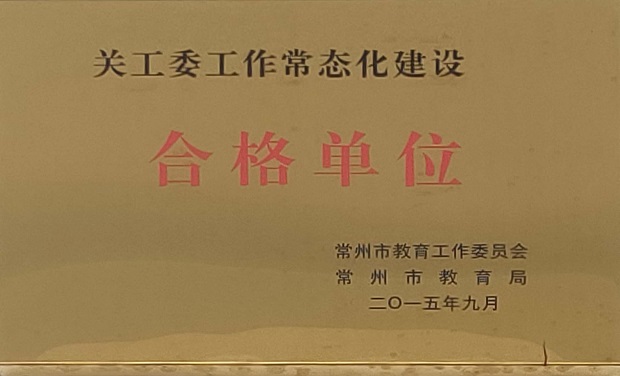 关工委工作常态化建设
合格单位
常州市教育工作委员会
常州市教育局
二〇一五年九月